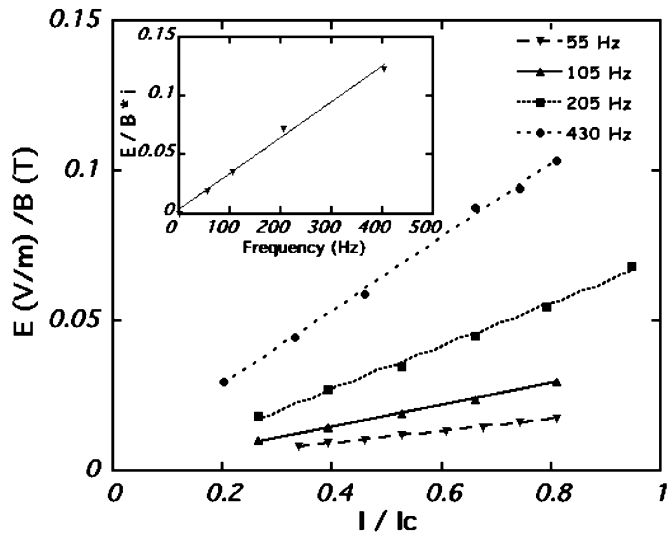 0.15
0.1
0.05
0
E (V/m) /B (T)
0 0.2 0.4 0.6 0.8 1
I / Ic
55 Hz
105 Hz
205 Hz
430 Hz
0.15
0.1
0.05
0
E / B * i
0 100 200 300 400 500
Frequency (Hz)